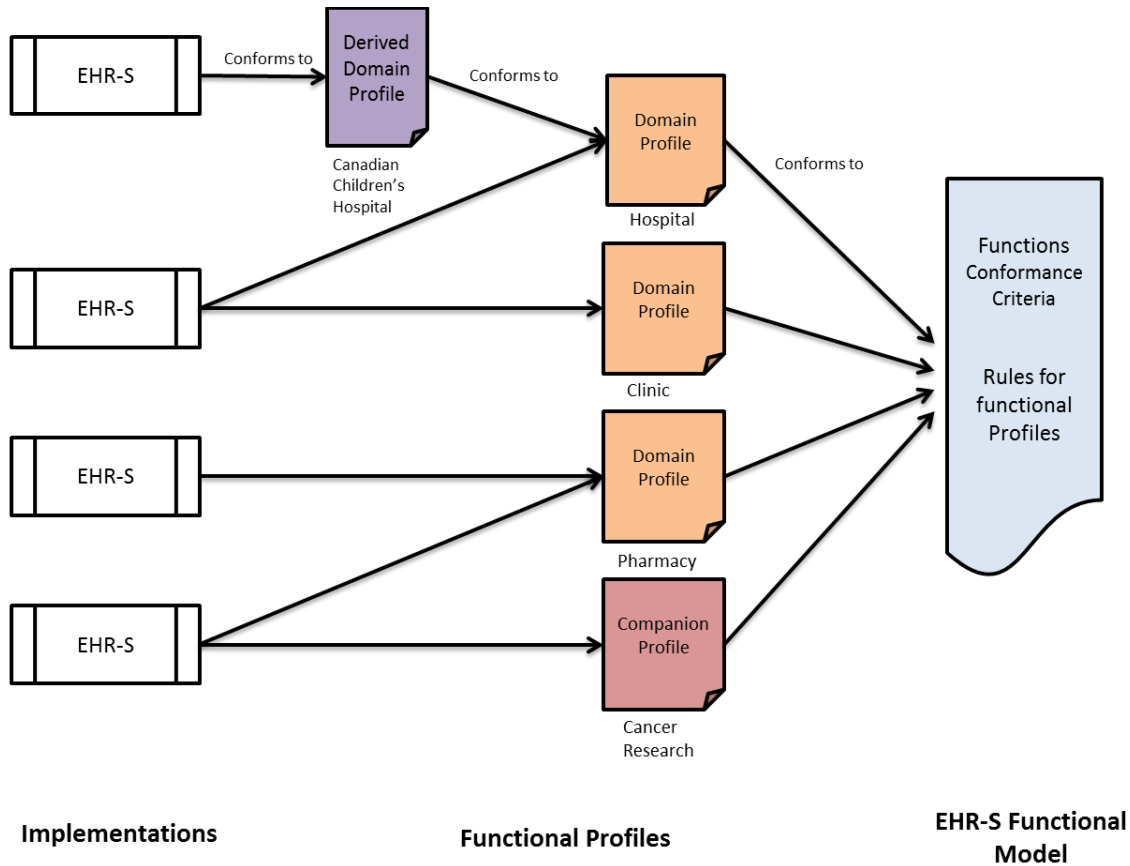 EHR-S
Conforms to
Derived
Domain
Profile
Canadian
Children's
Hospital
Conforms to
Domain
Profile
Hospital
Conforms to
EHR-S
Domain
Profile
Clinic
EHR-S
Domain
Profile
Pharmacy
EHR-S
Companion
Profile
Cancer
Research
Functions
Conformance
Criteria
Rules for
functional
Profiles
Implementations
Functional Profiles
EHR-S Functional
Model